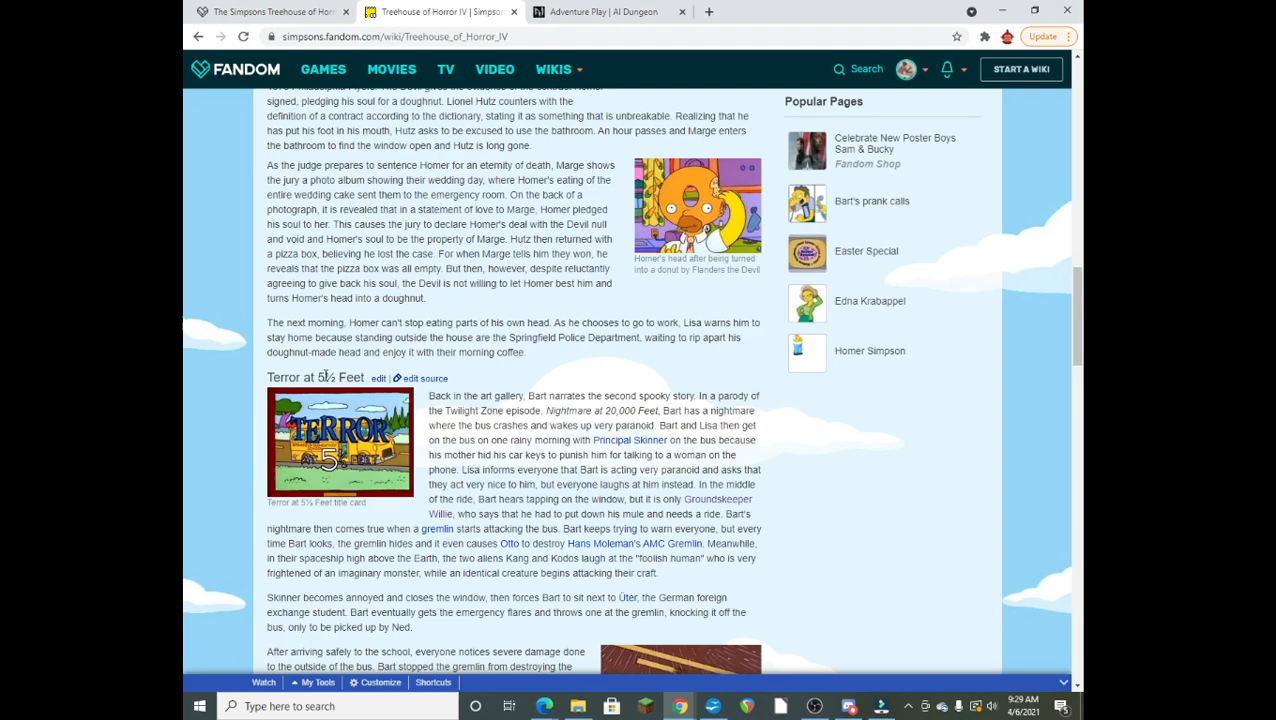 The Simpsons Treehouse of Hor
Treehouse of Horror IV | Simpson
Adventure Play | AI Dungeon
simpsons.fandom.com/wiki/Treehouse_of_Horror_IV
Update
FANDOM GAMES MOVIES TV VIDEO WIKIS
Search
START A WIKI
signed, pledging his soul for a doughnut. Lionel Hutz counters with the
definition of a contract according to the dictionary, stating it as something that is unbreakable. Realizing that he
has put his foot in his mouth, Hutz asks to be excused to use the bathroom. An hour passes and Marge enters
the bathroom to find the window open and Hutz is long gone.
As the judge prepares to sentence Homer for an eternity of death, Marge shows
the jury a photo album showing their wedding day, where Homer's eating of the
entire wedding cake sent them to the emergency room. On the back of a
photograph, it is revealed that in a statement of love to Marge, Homer pledged
his soul to her. This causes the jury to declare Homer's deal with the Devil null
and void and Homer's soul to be the property of Marge. Hutz then returned with
a pizza box, believing he lost the case. For when Marge tells him they won, he
reveals that the pizza box was all empty. But then, however, despite reluctantly
agreeing to give back his soul, the Devil is not willing to let Homer best him and
turns Homer's head into a doughnut.
Homer's head after being turned
into a donut by Flanders the Devil
The next morning, Homer can't stop eating parts of his own head. As he chooses to go to work, Lisa warns him to
stay home because standing outside the house are the Springfield Police Department, waiting to rip apart his
doughnut-made head and enjoy it with their morning coffee.
Terror at 5½ Feet edit | edit source
TERROR
5
FEET
Terror at 5½ Feet title card
Back in the art gallery, Bart narrates the second spooky story. In a parody of
the Twilight Zone episode, Nightmare at 20,000 Feet, Bart has a nightmare
where the bus crashes and wakes up very paranoid. Bart and Lisa then get
on the bus on one rainy morning with Principal Skinner on the bus because
his mother hid his car keys to punish him for talking to a woman on the
phone. Lisa informs everyone that Bart is acting very paranoid and asks that
they act very nice to him, but everyone laughs at him instead. In the middle
of the ride, Bart hears tapping on the window, but it is only Groundskeeper
Willie, who says that he had to put down his mule and needs a ride. Bart's
nightmare then comes true when a gremlin starts attacking the bus. Bart keeps trying to warn everyone, but every
time Bart looks, the gremlin hides and it even causes Otto to destroy Hans Moleman's AMC Gremlin. Meanwhile,
in their spaceship high above the Earth, the two aliens Kang and Kodos laugh at the "foolish human" who is very
frightened of an imaginary monster, while an identical creature begins attacking their craft.
Skinner becomes annoyed and closes the window, then forces Bart to sit next to Üter, the German foreign
exchange student. Bart eventually gets the emergency flares and throws one at the gremlin, knocking it off the
bus, only to be picked up by Ned.
After arriving safely to the school, everyone notices severe damage done
to the outside of the bus. Bart stopped the gremlin from destroying the
Popular Pages
Celebrate New Poster Boys
Sam & Bucky
Fandom Shop
Bart's prank calls
Easter Special
Edna Krabappel
Homer Simpson
Watch My Tools Customize Shortcuts
Type here to search
9:29 AM
4/6/2021
5